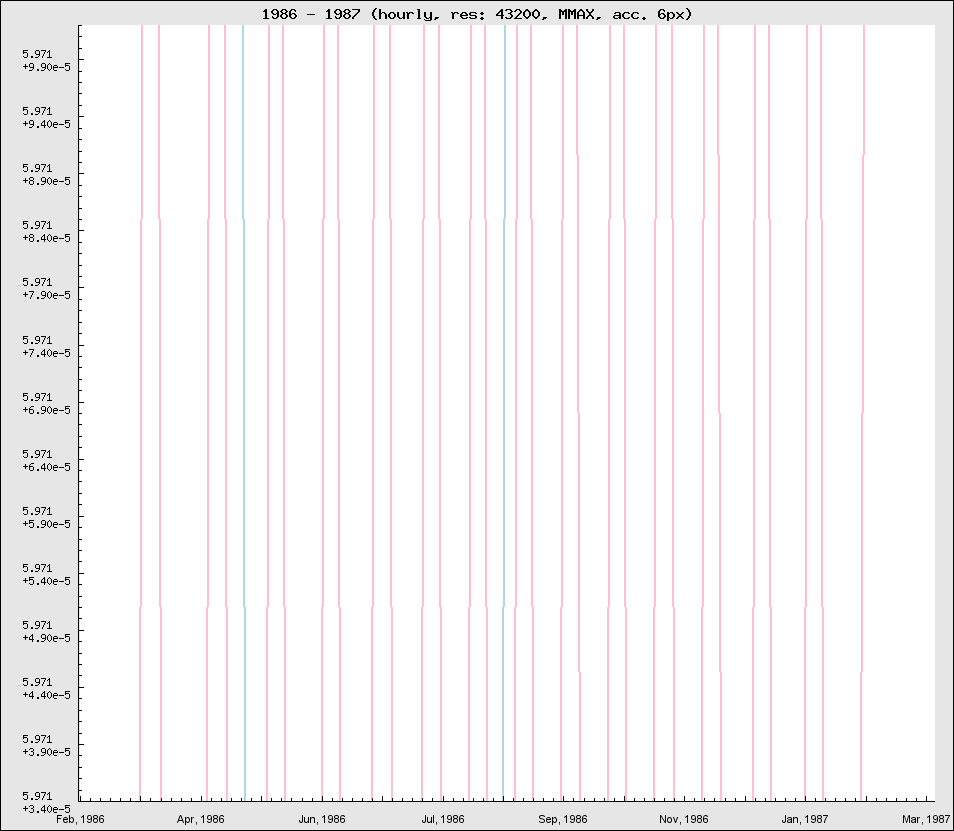 1986 - 1987 (hourly, res: 43200, MMAX, acc. 6px)
5.971
+9.90e-5
5.971
+9.40e-5
5.971
+8.90e-5
5.971
+8.40e-5
5.971
+7.90e-5
5.971
+7.40e-5
5.971
+6.90e-5
5.971
+6.40e-5
5.971
+5.90e-5
5.971
+5.40e-5
5.971
+4.90e-5
5.971
+4.40e-5
5.971
+3.90e-5
5.971
+3.40e-5
Feb, 1986 Apr, 1986 Jun, 1986 Jul, 1986 Sep, 1986 Nov, 1986 Jan, 1987 Mar, 1987